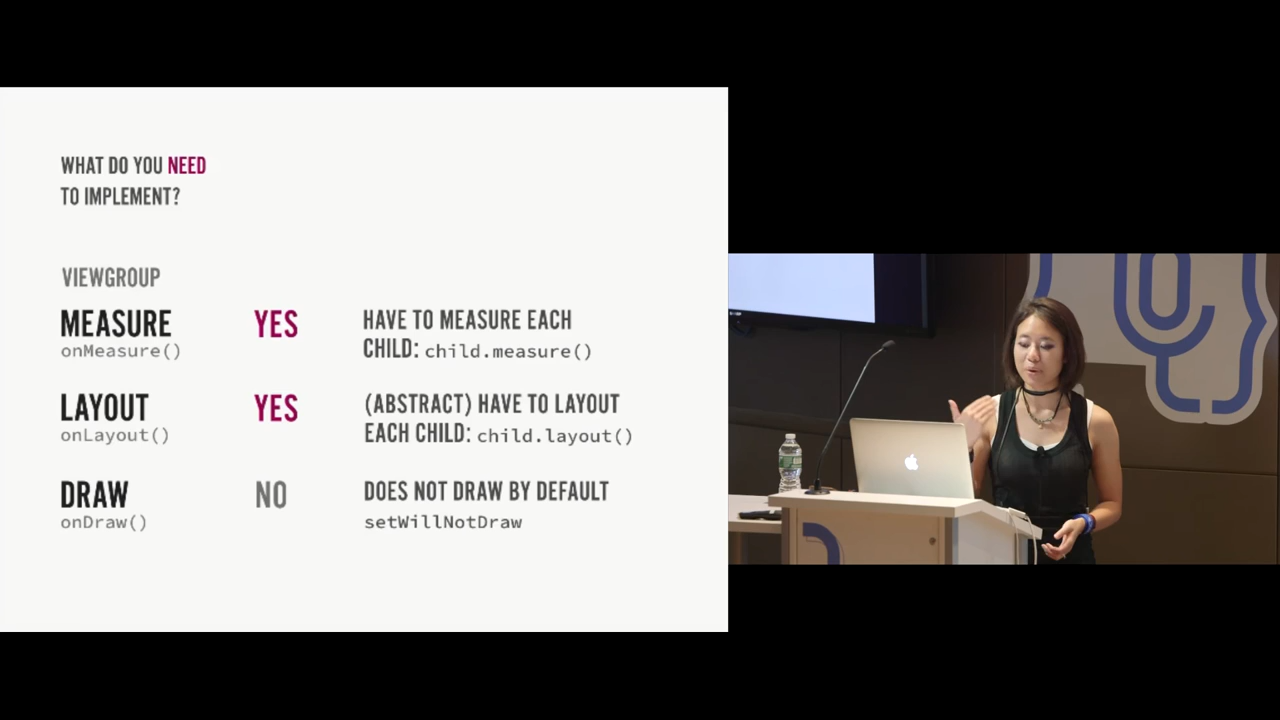 WHAT DO YOU NEED
TO IMPLEMENT?
VIEWGROUP
MEASURE YES HAVE TO MEASURE EACH
onMeasure() CHILD: child.measure()
LAYOUT YES (ABSTRACT) HAVE TO LAYOUT
onLayout() EACH CHILD: child.layout()
DRAW NO DOES NOT DRAW BY DEFAULT
onDraw() setWillNotDraw